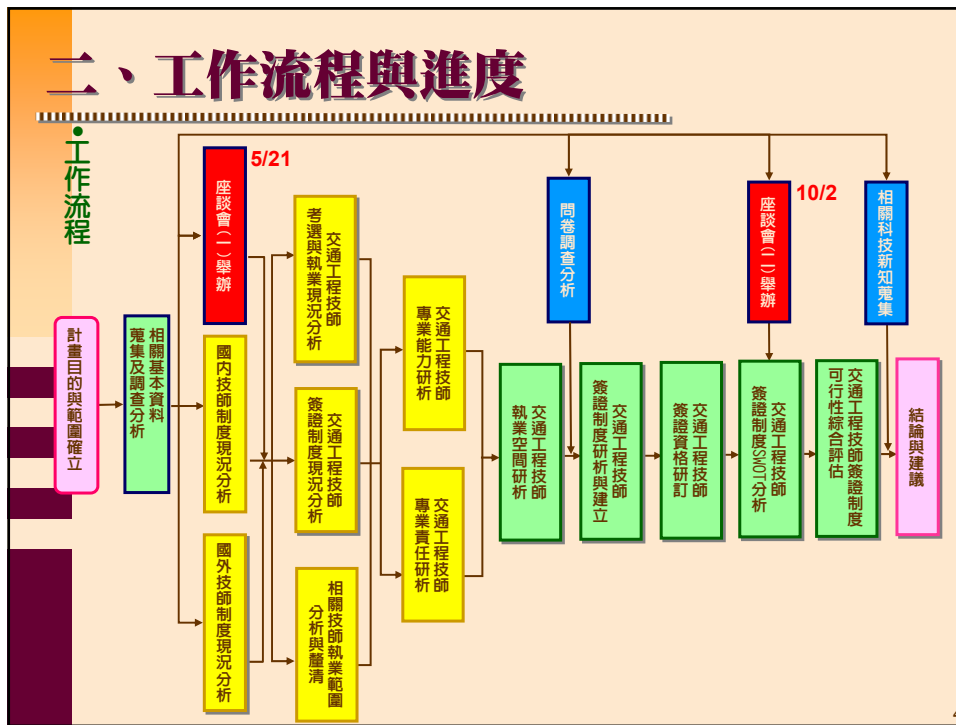 二、工作流程與進度
•工作流程
計畫目的與範圍確立
相關基本資料
蒐集及調查分析
座談會(一)舉辦
5/21
國內技師制度現況分析
國外技師制度現況分析
交通工程技師
考選與執業現況分析
交通工程技師
簽證制度現況分析
相關技師執業範圍
分析與釐清
交通工程技師
專業能力研析
交通工程技師
專業責任研析
交通工程技師
執業空間研析
問卷調查分析
交通工程技師
簽證制度研析與建立
交通工程技師
簽證資格研訂
座談會(二)舉辦
10/2
交通工程技師
簽證制度SWOT分析
交通工程技師簽證制度
可行性綜合評估
相關科技新知蒐集
結論與建議
4